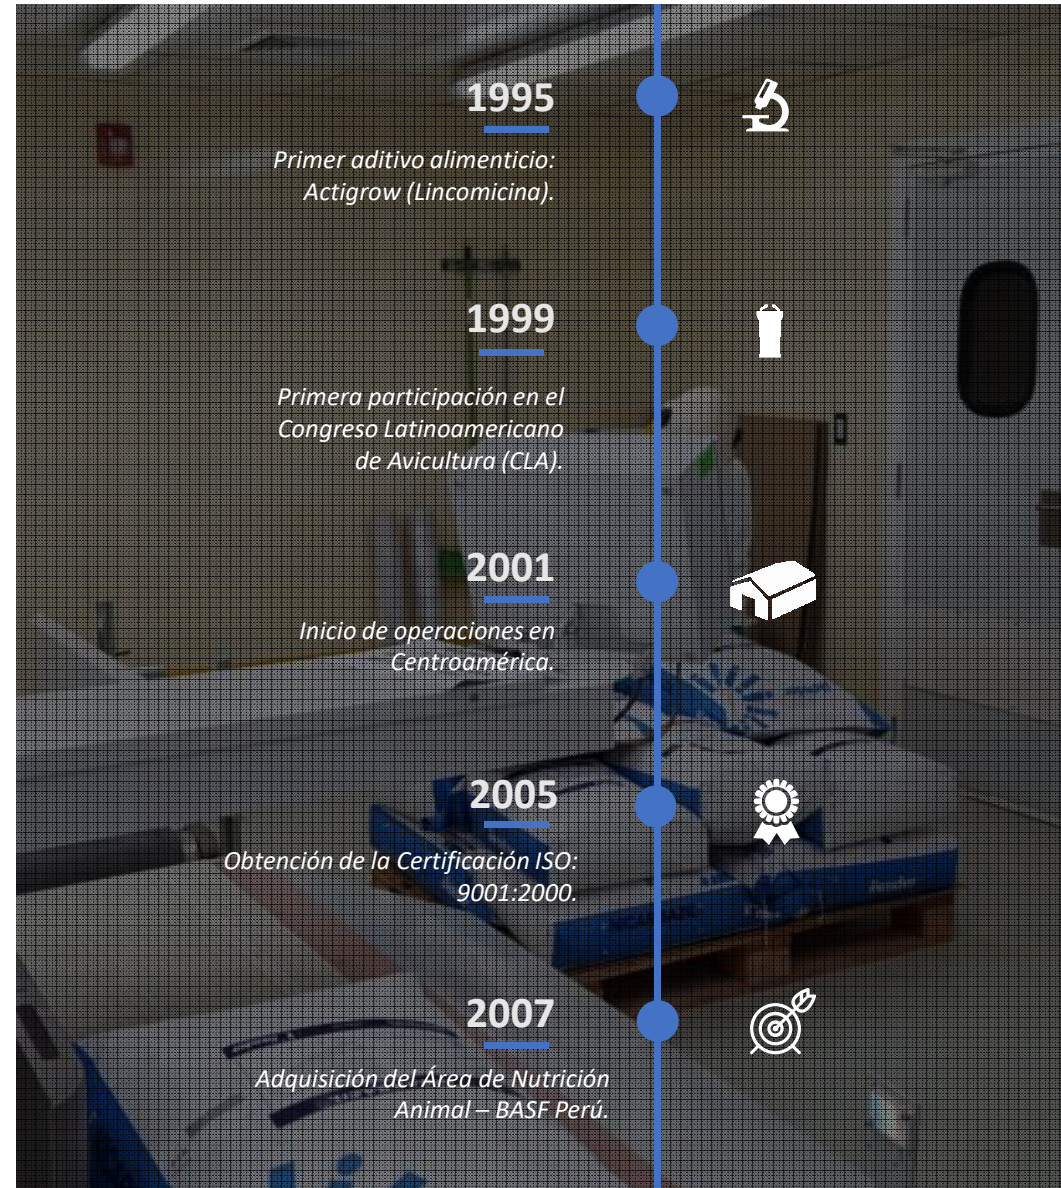 1995
Primer aditivo alimenticio:
Actigrow (Lincomicina).
1999
Primera participación en el
Congreso Latinoamericano
de Avicultura (CLA).
2001
Inicio de operaciones en
Centroamérica.
2005
Obtención de la Certificación ISO:
9001:2000.
2007
Adquisición del Área de Nutrición
Animal – BASF Perú.